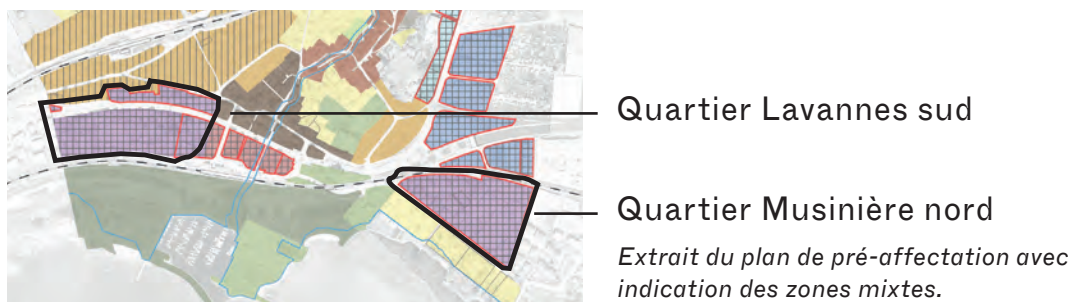 Quartier Lavannes sud
Quartier Musinière nord
Extrait du plan de pré-affectation avec
indication des zones mixtes.